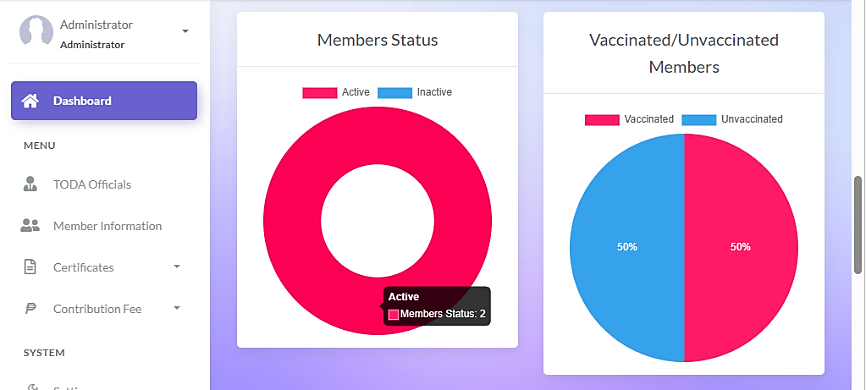 Administrator
Administrator
Dashboard
MENU
TODA Officials
Member Information
Certificates
Contribution Fee
SYSTEM
Members Status
Active Inactive
Active
Members Status: 2
Vaccinated/Unvaccinated
Members
Vaccinated Unvaccinated
50% 50%